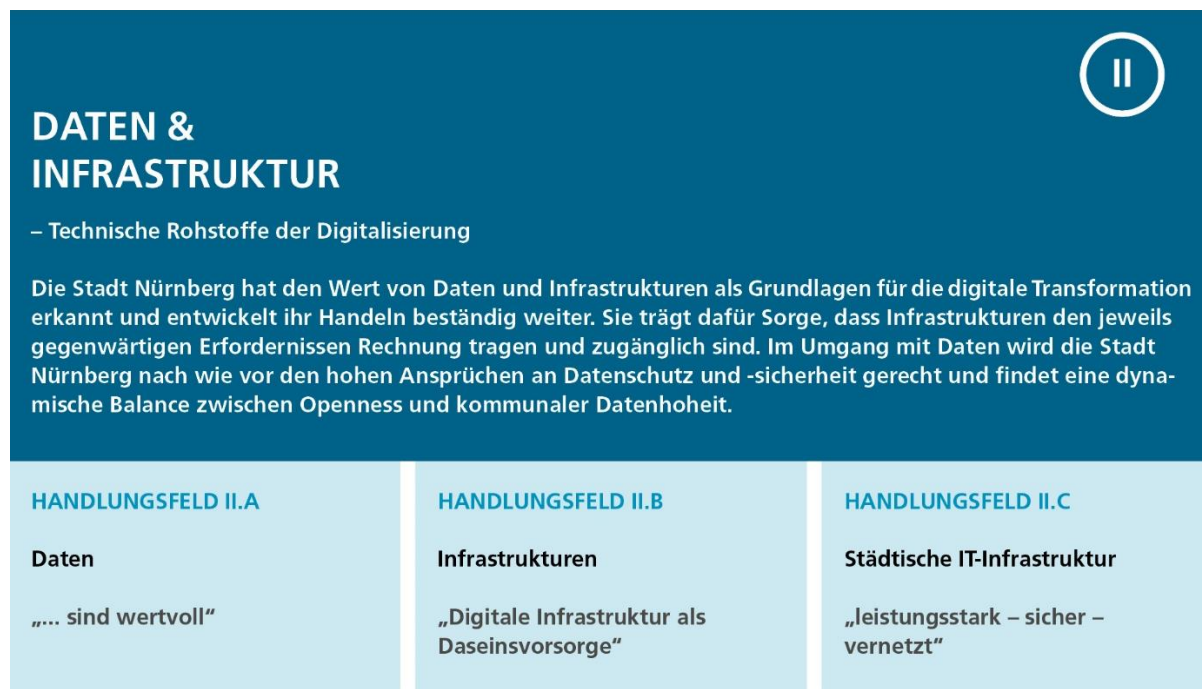 II
DATEN &
INFRASTRUKTUR
– Technische Rohstoffe der Digitalisierung
Die Stadt Nürnberg hat den Wert von Daten und Infrastrukturen als Grundlagen für die digitale Transformation
erkannt und entwickelt ihr Handeln beständig weiter. Sie trägt dafür Sorge, dass Infrastrukturen den jeweils
gegenwärtigen Erfordernissen Rechnung tragen und zugänglich sind. Im Umgang mit Daten wird die Stadt
Nürnberg nach wie vor den hohen Ansprüchen an Datenschutz und -sicherheit gerecht und findet eine dyna-
mische Balance zwischen Openness und kommunaler Datenhoheit.
HANDLUNGSFELD II.A
Daten
„... sind wertvoll“
HANDLUNGSFELD II.B
Infrastrukturen
„Digitale Infrastruktur als
Daseinsvorsorge“
HANDLUNGSFELD II.C
Städtische IT-Infrastruktur
„leistungsstark – sicher –
vernetzt“